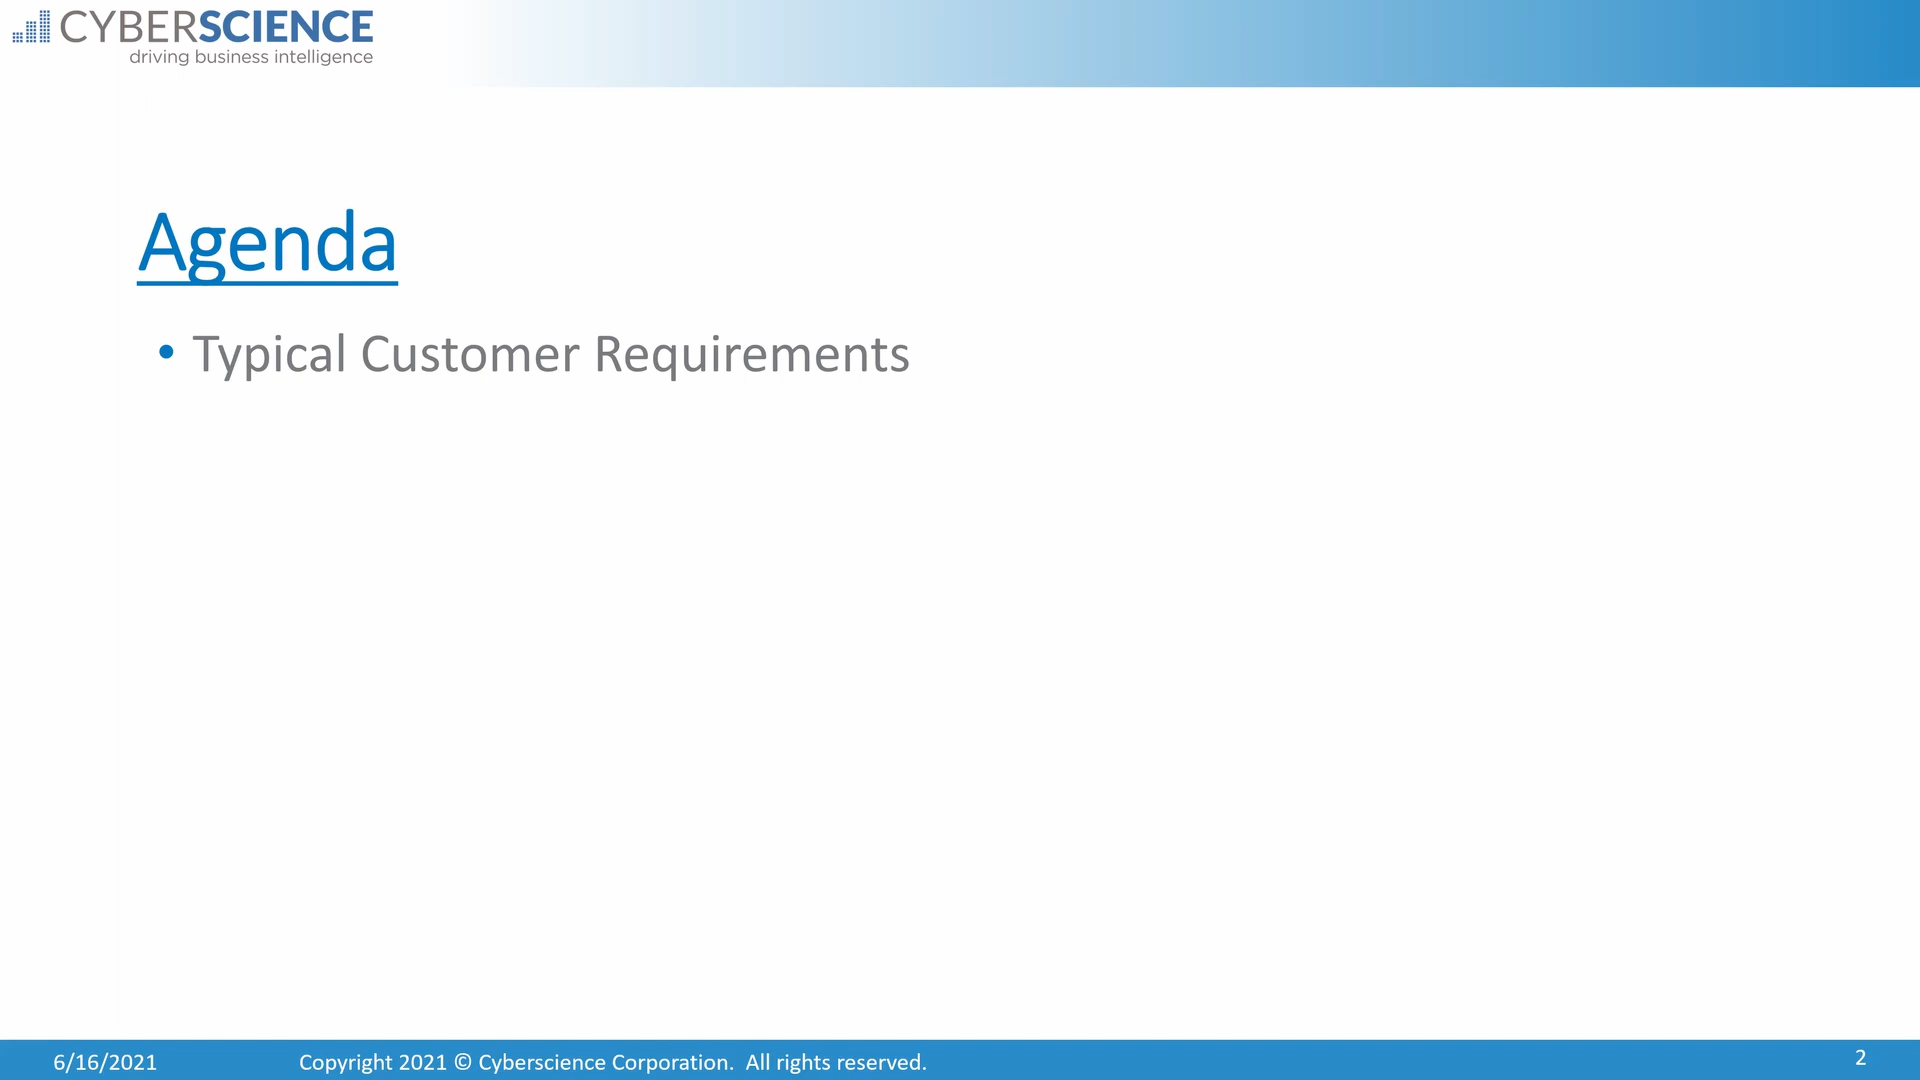 CYBERSCIENCE
driving business intelligence
Agenda
• Typical Customer Requirements
6/16/2021 Copyright 2021 © Cyberscience Corporation. All rights reserved. 2